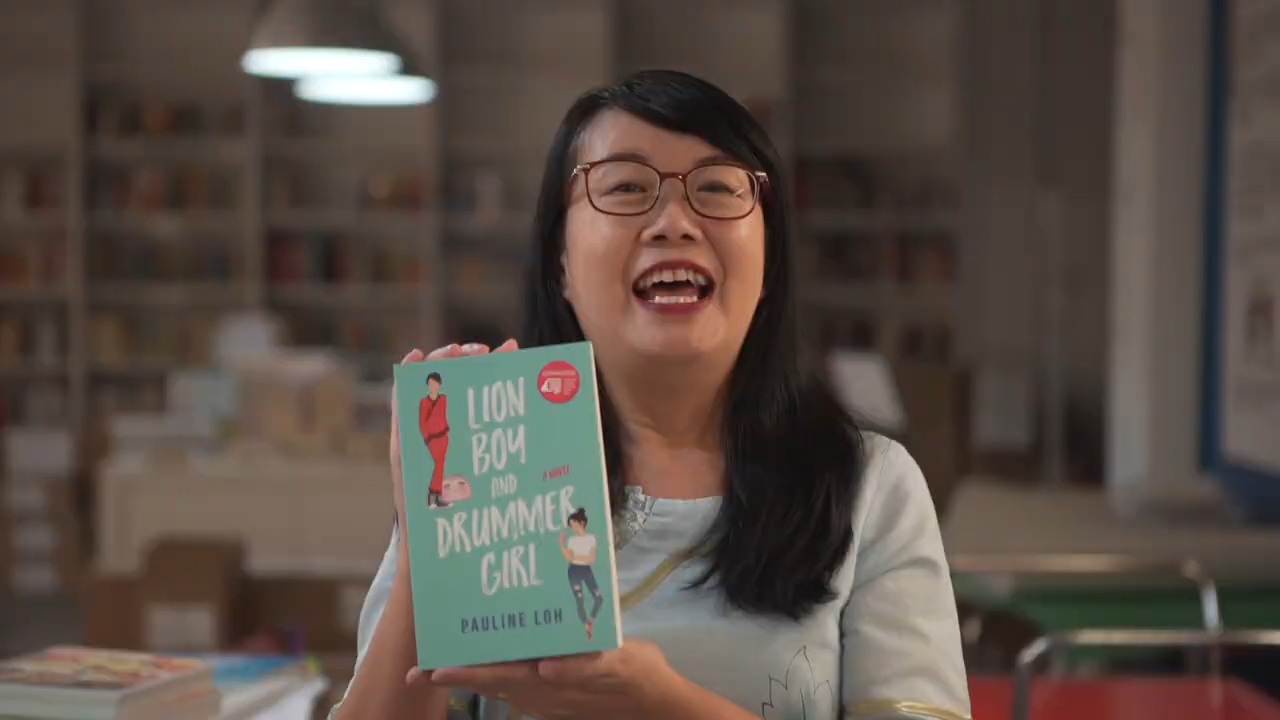 LION
BOY
AND
A NOVEL
DRUMMER
GIRL
PAULINE LOH